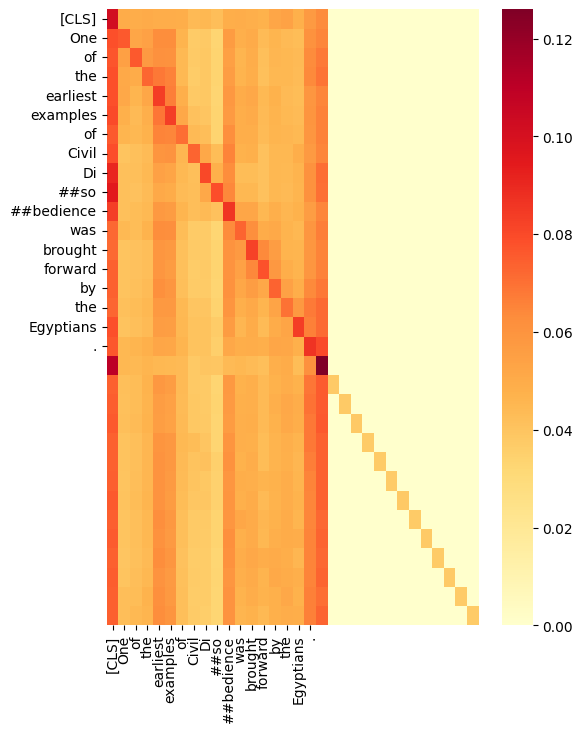 [CLS]
One
of
the
earliest
examples
of
Civil
Di
##so
##bedience
was
brought
forward
by
the
Egyptians
.
[CLS]
One
of
the
earliest
examples
of
Civil
Di
##so
##bedience
was
brought
forward
by
the
Egyptians
.
0.12
0.10
0.08
0.06
0.04
0.02
0.00